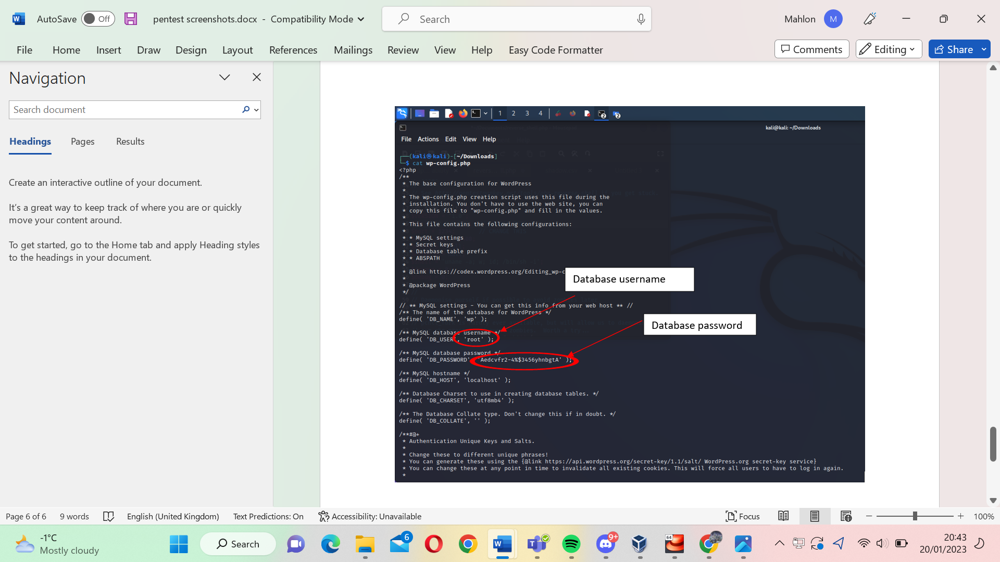 AutoSave Off pentest screenshots.docx - Compatibility Mode Search Mahlon M
File Home Insert Draw Design Layout References Mailings Review View Help Easy Code Formatter Comments Editing Share
Navigation
Search document
Headings Pages Results
Create an interactive outline of your document.
It's a great way to keep track of where you are or quickly
move your content around.
To get started, go to the Home tab and apply Heading styles
to the headings in your document.
1 2 3 4 2 2
kali@kali: ~/Downloads
File Actions Edit View Help
┌──(kali㉿kali)-[~/Downloads]
└─$ cat wp-config.php
<?php
/**
 * The base configuration for WordPress
 *
 * The wp-config.php creation script uses this file during the
 * installation. You don't have to use the web site, you can
 * copy this file to "wp-config.php" and fill in the values.
 *
 * This file contains the following configurations:
 *
 * * MySQL settings
 * * Secret keys
 * * Database table prefix
 * * ABSPATH
 *
 * @link https://codex.wordpress.org/Editing_wp-c
Database username
 *
 * @package WordPress
 */
// ** MySQL settings - You can get this info from your web host ** //
/** The name of the database for WordPress */
define( 'DB_NAME', 'wp' );
Database password
/** MySQL database username */
define( 'DB_USER', 'root' );
/** MySQL database password */
define( 'DB_PASSWORD', 'Aedcvfr2-4%$3456yhnbgtA' );
/** MySQL hostname */
define( 'DB_HOST', 'localhost' );
/** Database Charset to use in creating database tables. */
define( 'DB_CHARSET', 'utf8mb4' );
/** The Database Collate type. Don't change this if in doubt. */
define( 'DB_COLLATE', '' );
/**#@+
 * Authentication Unique Keys and Salts.
 *
 * Change these to different unique phrases!
 * You can generate these using the {@link https://api.wordpress.org/secret-key/1.1/salt/ WordPress.org secret-key service}
 * You can change these at any point in time to invalidate all existing cookies. This will force all users to have to log in again.
 *
Page 6 of 6 9 words English (United Kingdom) Text Predictions: On Accessibility: Unavailable Focus 100%
-1°C
Mostly cloudy
Search
6
W
9+
64
20:43
20/01/2023